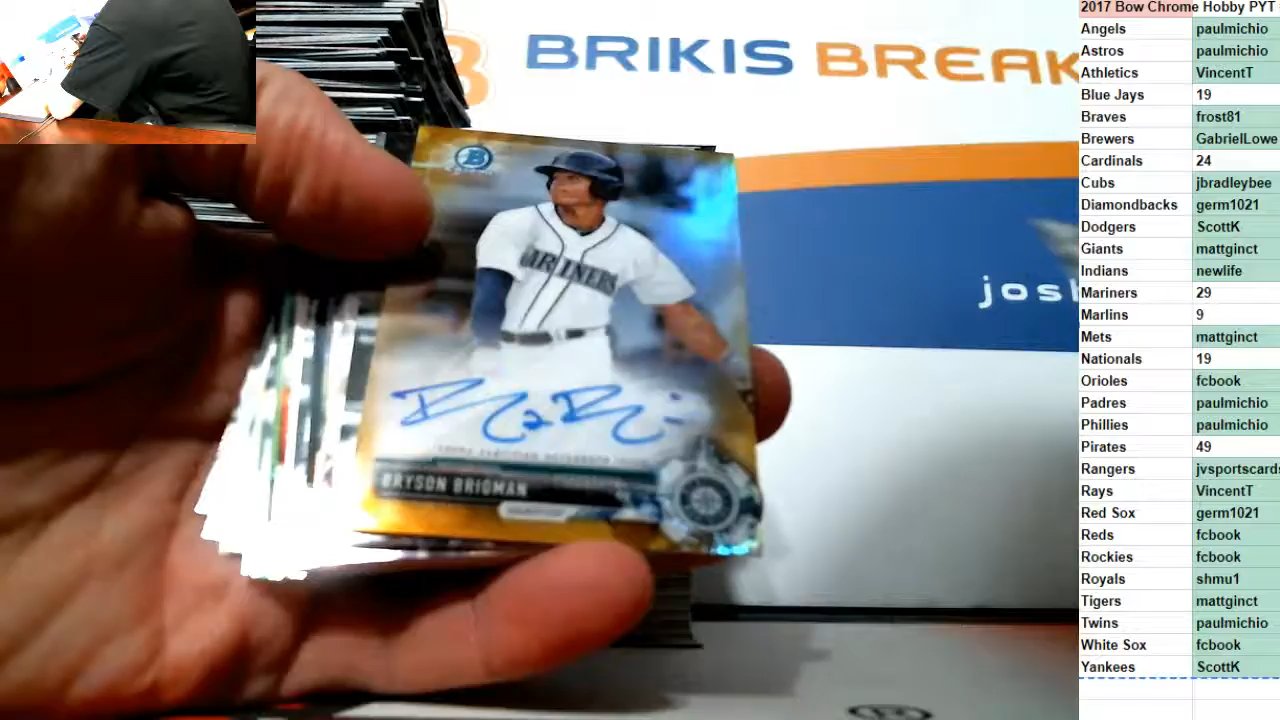 BRIKIS BREAK
B
MARINERS
BRYSON BRIGMAN
josh
2017 Bow Chrome Hobby PYT
Angels paulmichio
Astros paulmichio
Athletics VincentT
Blue Jays 19
Braves frost81
Brewers GabrielLowe
Cardinals 24
Cubs jbradleybee
Diamondbacks germ1021
Dodgers ScottK
Giants mattginct
Indians newlife
Mariners 29
Marlins 9
Mets mattginct
Nationals 19
Orioles fcbook
Padres paulmichio
Phillies paulmichio
Pirates 49
Rangers jvsportscards
Rays VincentT
Red Sox germ1021
Reds fcbook
Rockies fcbook
Royals shmu1
Tigers mattginct
Twins paulmichio
White Sox fcbook
Yankees ScottK